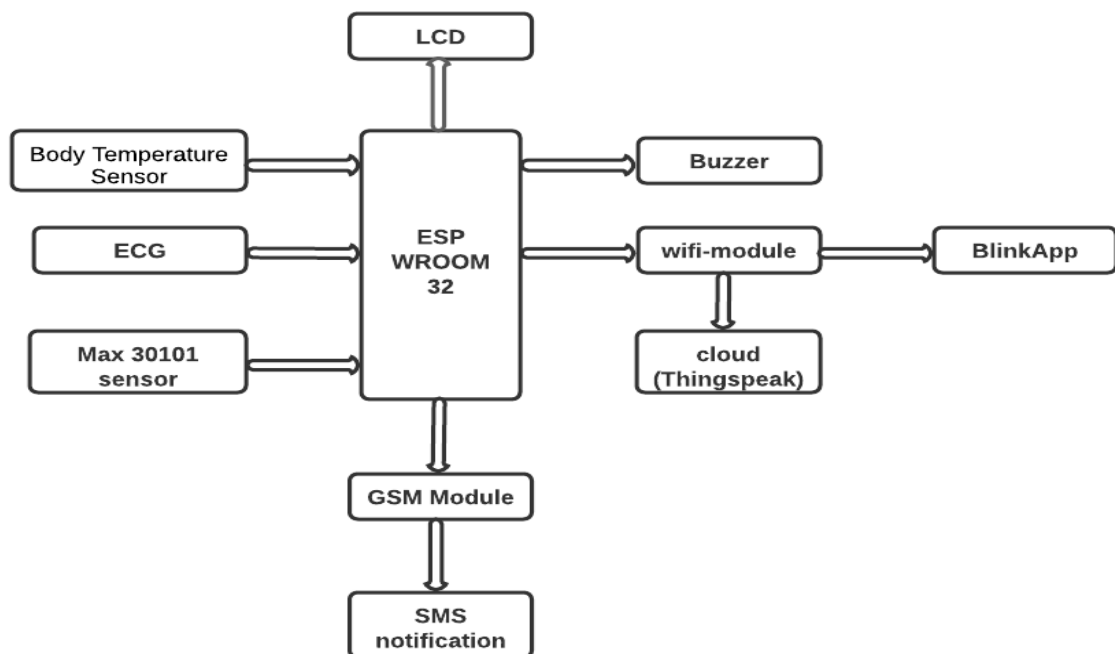 LCD
Body Temperature
Sensor
Buzzer
ECG
ESP
WROOM
32
wifi-module
BlinkApp
Max 30101
sensor
cloud
(Thingspeak)
GSM Module
SMS
notification